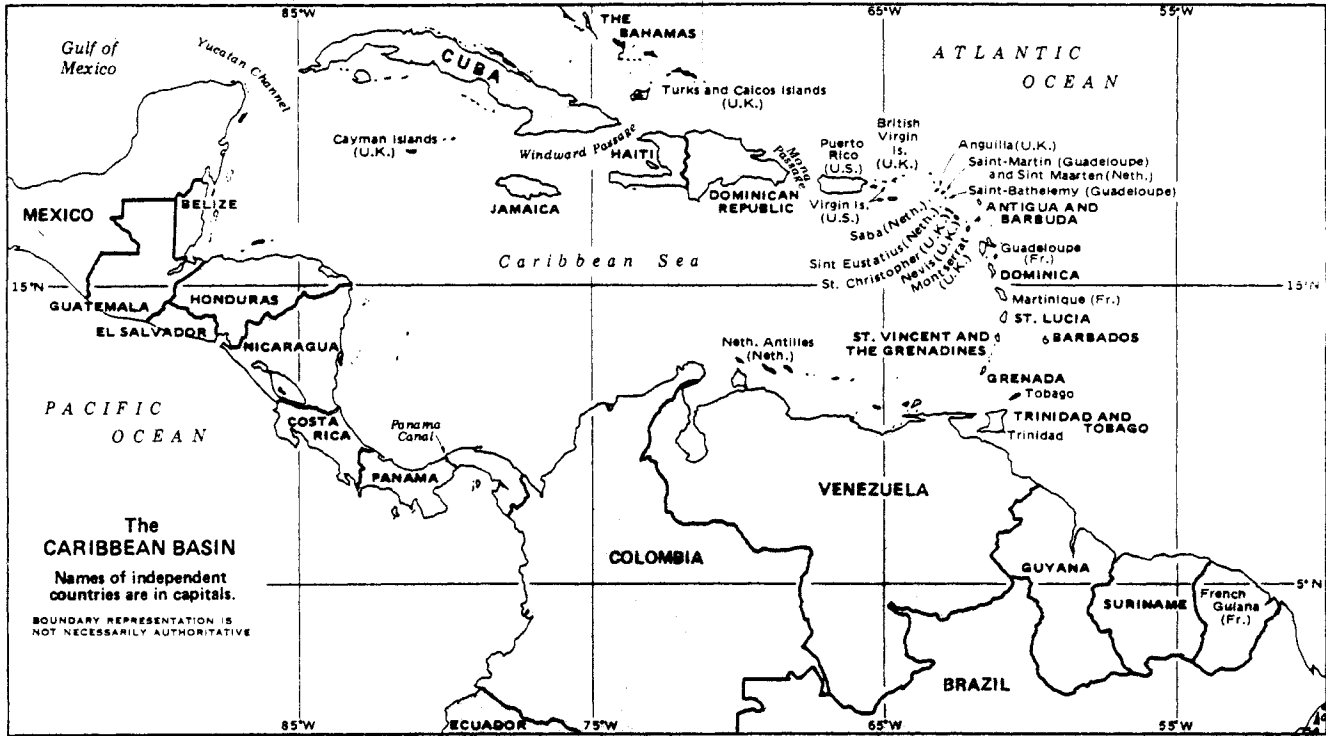 85°W
65°W
55°W
Gulf of
Mexico
Yucatan Channel
THE
BAHAMAS
CUBA
ATLANTIC
OCEAN
Turks and Caicos Islands
(U.K.)
Cayman Islands
(U.K.)
Windward Passage
HAITI
Mona
Passage
Puerto
Rico
(U.S.)
British
Virgin
Is.
(U.K.)
Anguilla (U.K.)
Saint-Martin (Guadeloupe)
and Sint Maarten (Neth.)
Saint-Bathelemy (Guadeloupe)
MEXICO
BELIZE
JAMAICA
DOMINICAN
REPUBLIC
Virgin Is.
(U.S.)
ANTIGUA AND
BARBUDA
Saba (Neth.)
Sint Eustatius (Neth.)
St. Christopher (U.K.)
Nevis (U.K.)
Montserrat
(U.K.)
Guadeloupe
(Fr.)
Caribbean Sea
DOMINICA
15°N
15°N
GUATEMALA
HONDURAS
Martinique (Fr.)
EL SALVADOR
ST. LUCIA
NICARAGUA
Neth. Antilles
(Neth.)
ST. VINCENT AND
THE GRENADINES
BARBADOS
GRENADA
Tobago
PACIFIC
OCEAN
COSTA
RICA
Panama
Canal
TRINIDAD AND
TOBAGO
Trinidad
PANAMA
VENEZUELA
The
CARIBBEAN BASIN
Names of independent
countries are in capitals.
BOUNDARY REPRESENTATION IS
NOT NECESSARILY AUTHORITATIVE
COLOMBIA
GUYANA
5°N
SURINAME
French
Guiana
(Fr.)
BRAZIL
ECUADOR
85°W
75°W
65°W
55°W